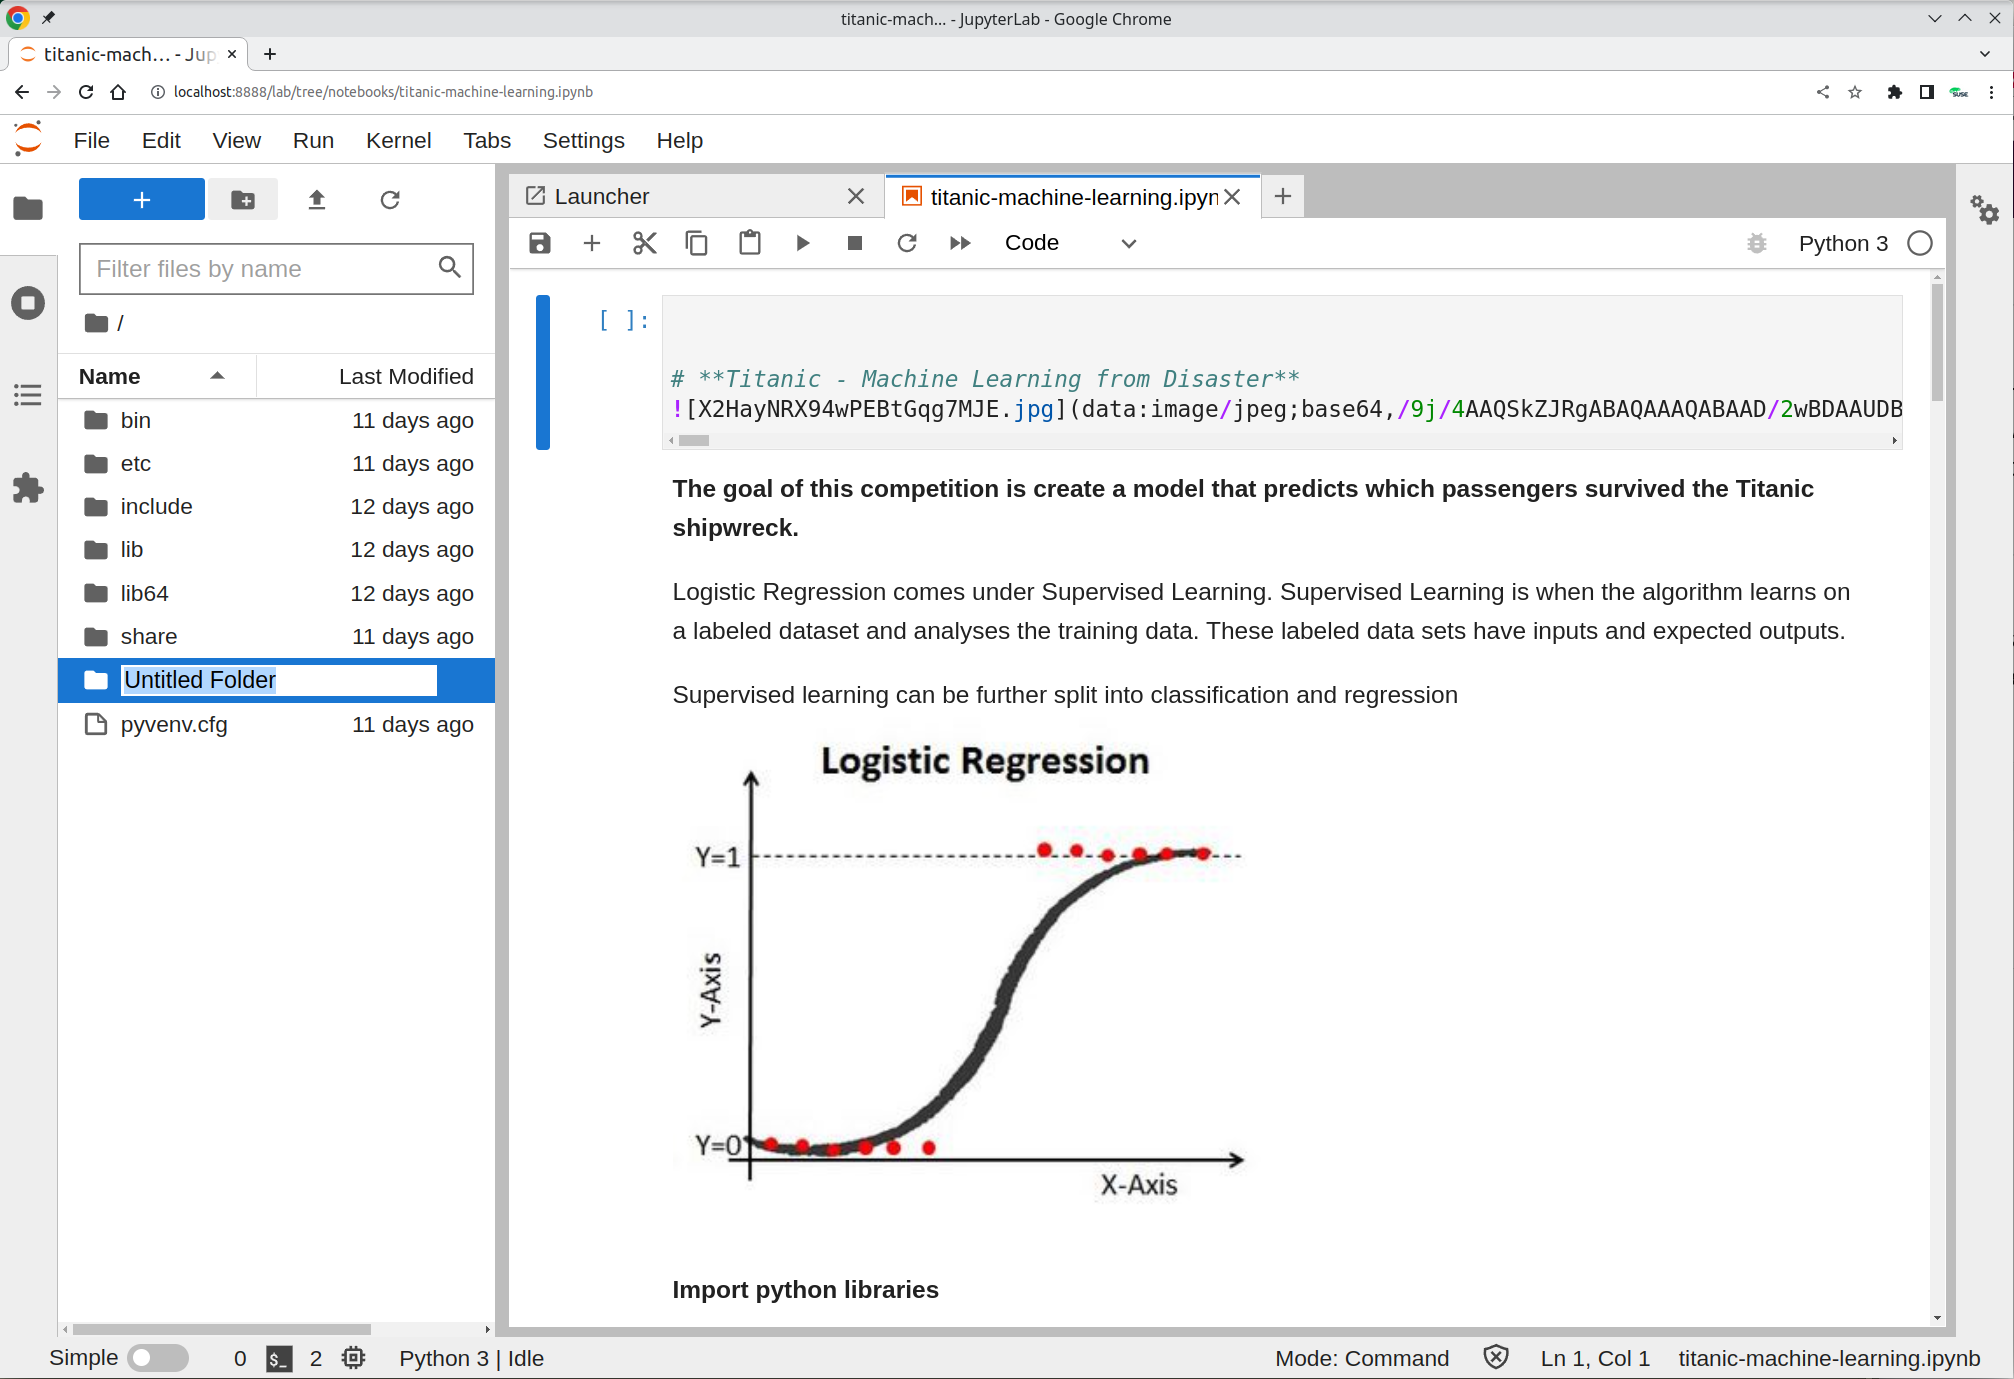 titanic-mach... - JupyterLab - Google Chrome
titanic-mach... - Jup
localhost:8888/lab/tree/notebooks/titanic-machine-learning.ipynb
File Edit View Run Kernel Tabs Settings Help
Launcher
titanic-machine-learning.ipyn
Code
Python 3
Filter files by name
/
Name Last Modified
bin 11 days ago
etc 11 days ago
include 12 days ago
lib 12 days ago
lib64 12 days ago
share 11 days ago
Untitled Folder
pyvenv.cfg 11 days ago
[ ]:
# **Titanic - Machine Learning from Disaster**
![X2HayNRX94wPEBtGqg7MJE.jpg](data:image/jpeg;base64,/9j/4AAQSkZJRgABAQAAAQABAAD/2wBDAAUDB
The goal of this competition is create a model that predicts which passengers survived the Titanic
shipwreck.
Logistic Regression comes under Supervised Learning. Supervised Learning is when the algorithm learns on
a labeled dataset and analyses the training data. These labeled data sets have inputs and expected outputs.
Supervised learning can be further split into classification and regression
Logistic Regression
Y=1
Y-Axis
Y=0
X-Axis
Import python libraries
Simple 0 $_ 2 Python 3 | Idle Mode: Command Ln 1, Col 1 titanic-machine-learning.ipynb